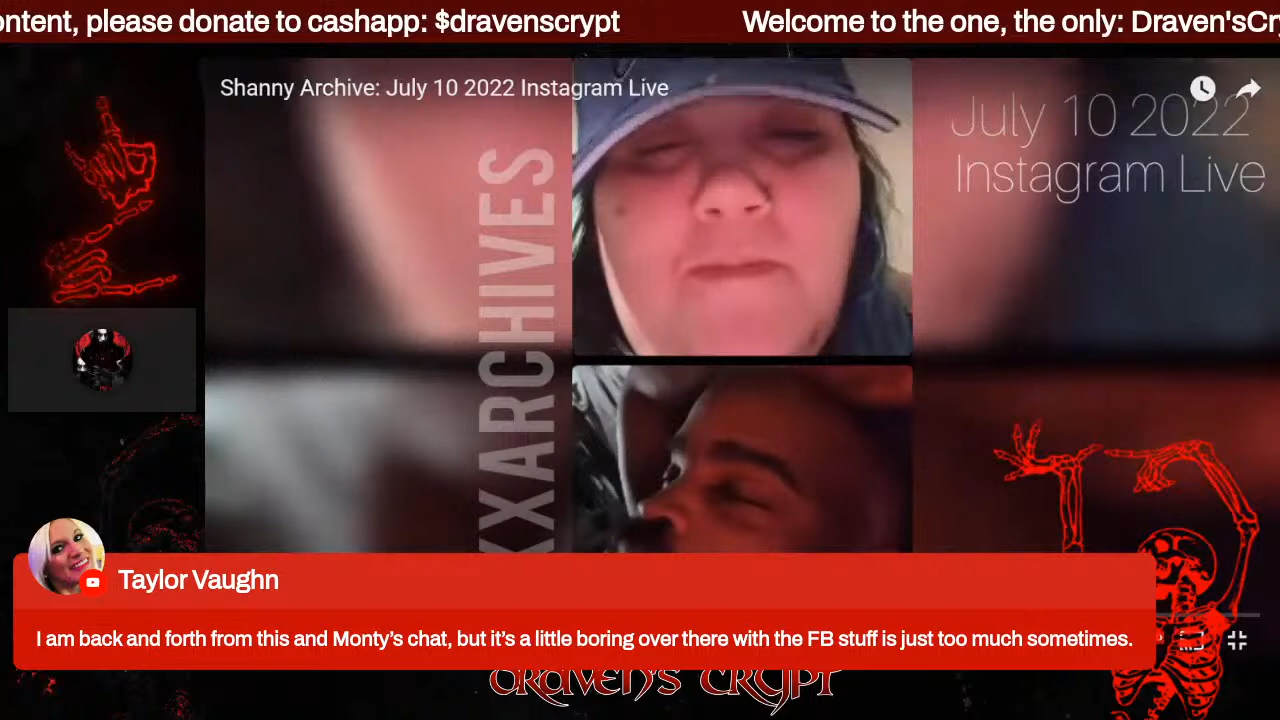 ontent, please donate to cashapp: $dravenscrypt
Welcome to the one, the only: Draven'sCry
Shanny Archive: July 10 2022 Instagram Live
July 10 2022
Instagram Live
XXARCHIVES
Taylor Vaughn
I am back and forth from this and Monty’s chat, but it’s a little boring over there with the FB stuff is just too much sometimes.
Draven's Crypt